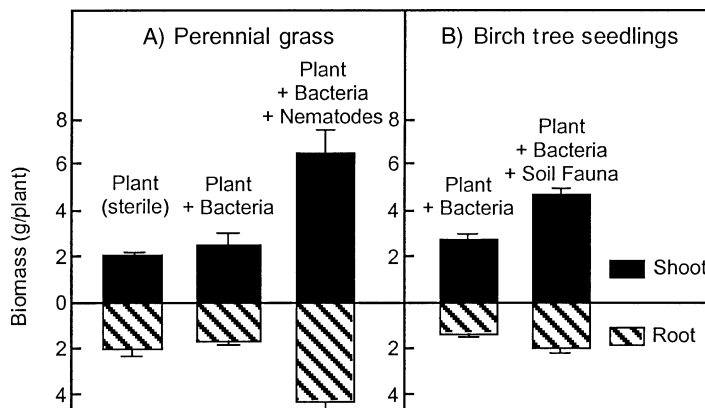 A) Perennial grass
B) Birch tree seedlings
Plant
+ Bacteria
+ Nematodes
Plant
(sterile)
Plant
+ Bacteria
Plant
+ Bacteria
Plant
+ Bacteria
+ Soil Fauna
Biomass (g/plant)
8
6
4
2
0
2
4
8
6
4
2
0
2
4
Shoot
Root